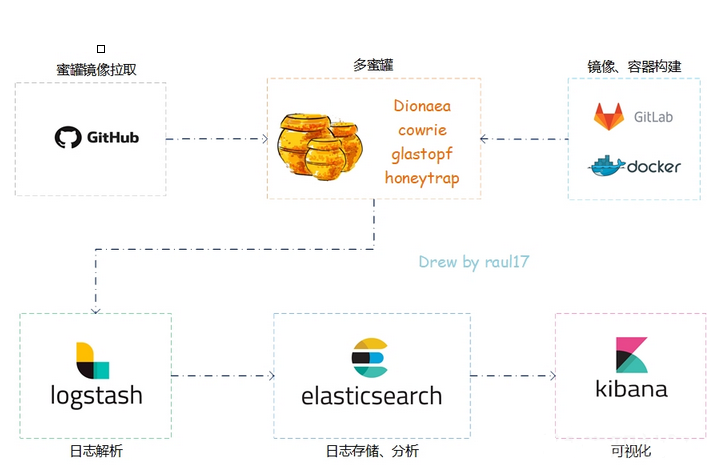 蜜罐镜像拉取
多蜜罐
镜像、容器构建
GitHub
Dionaea
cowrie
glastopf
honeytrap
GitLab
docker
Drew by raul17
logstash
elasticsearch
kibana
日志解析
日志存储、分析
可视化